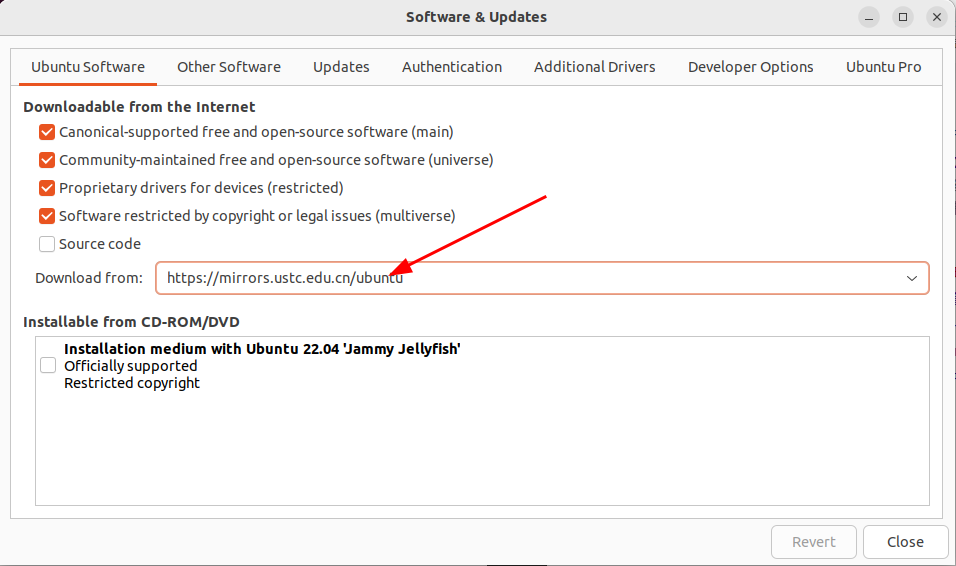 Software & Updates
Ubuntu Software Other Software Updates Authentication Additional Drivers Developer Options Ubuntu Pro
Downloadable from the Internet
Canonical-supported free and open-source software (main)
Community-maintained free and open-source software (universe)
Proprietary drivers for devices (restricted)
Software restricted by copyright or legal issues (multiverse)
Source code
Download from: https://mirrors.ustc.edu.cn/ubuntu
Installable from CD-ROM/DVD
Installation medium with Ubuntu 22.04 'Jammy Jellyfish'
Officially supported
Restricted copyright
Revert Close